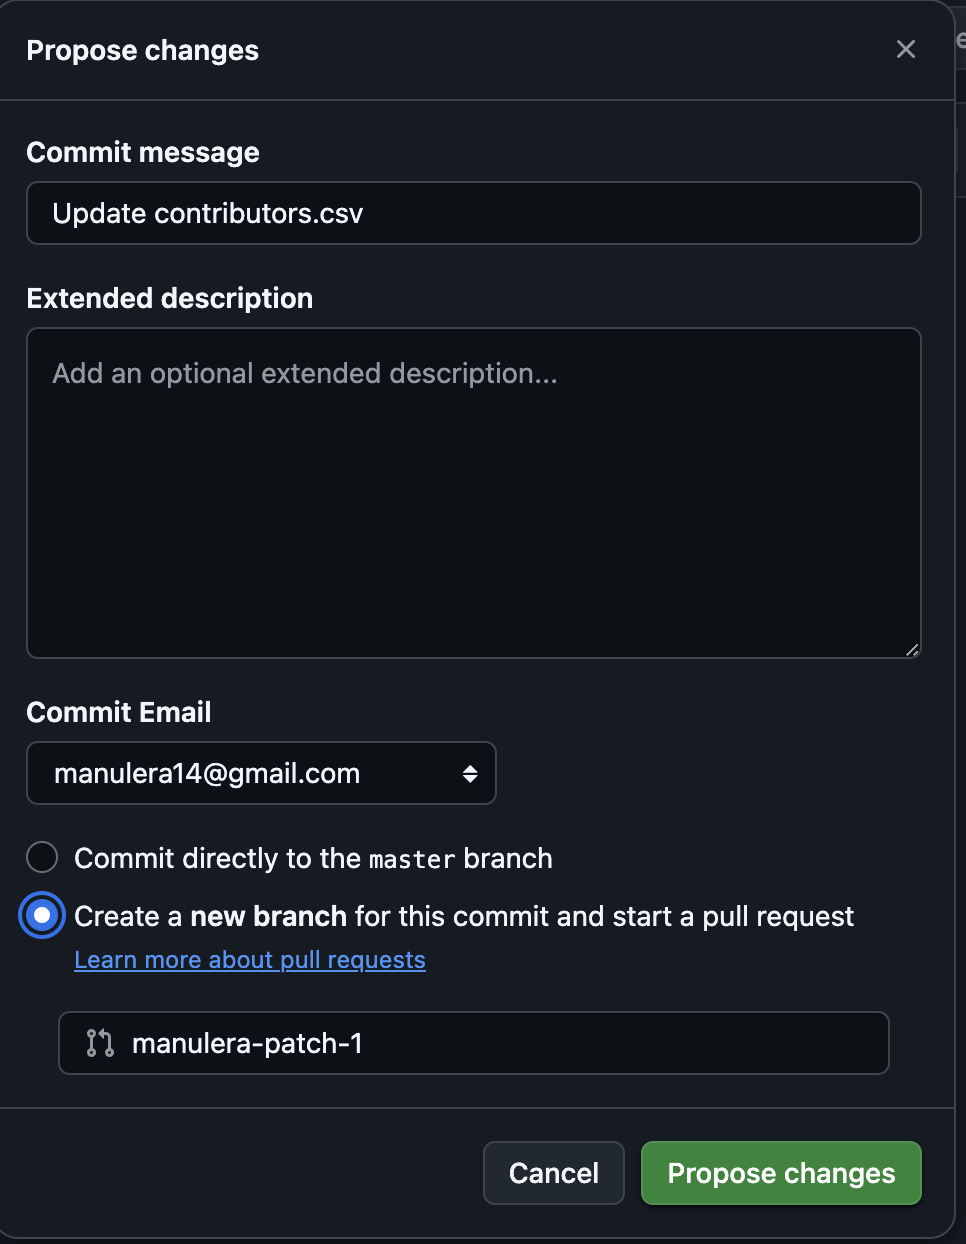 Propose changes
Commit message
Update contributors.csv
Extended description
Add an optional extended description...
Commit Email
manulera14@gmail.com
Commit directly to the master branch
Create a new branch for this commit and start a pull request
Learn more about pull requests
manulera-patch-1
Cancel
Propose changes